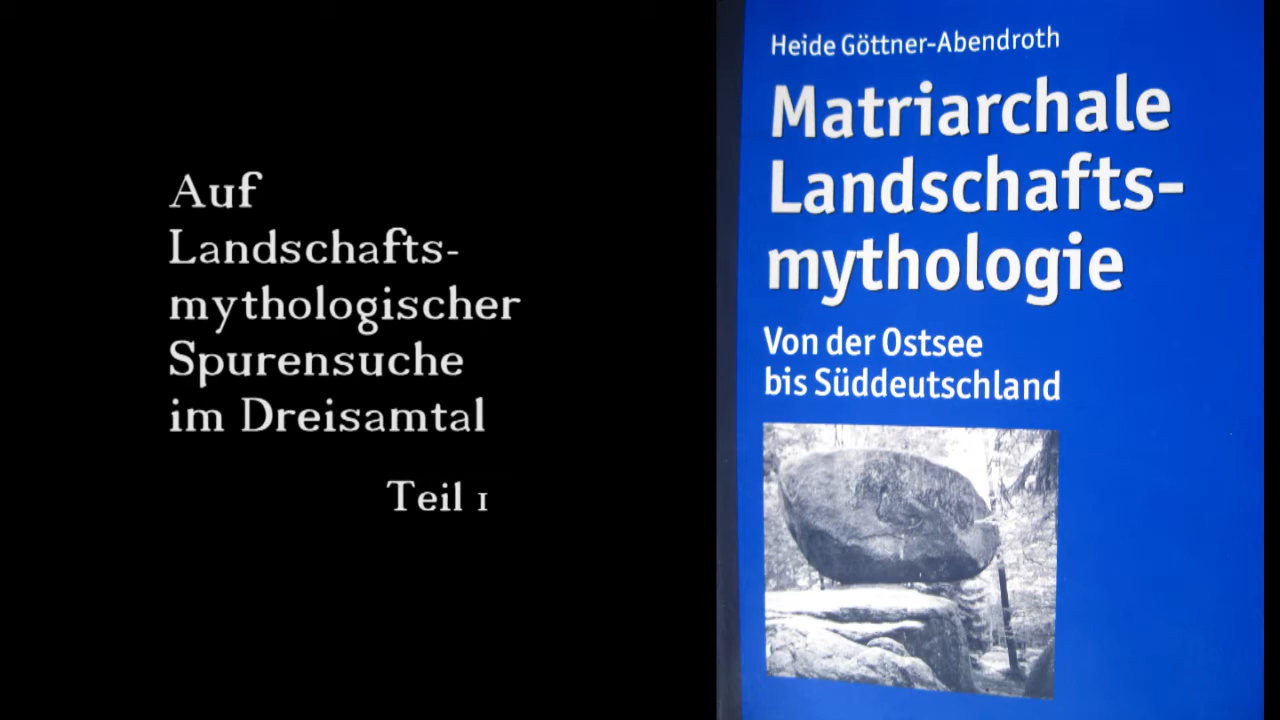 Auf
Landschafts-
mythologischer
Spurensuche
im Dreisamtal
Teil 1
Heide Göttner-Abendroth
Matriarchale
Landschafts-
mythologie
Von der Ostsee
bis Süddeutschland